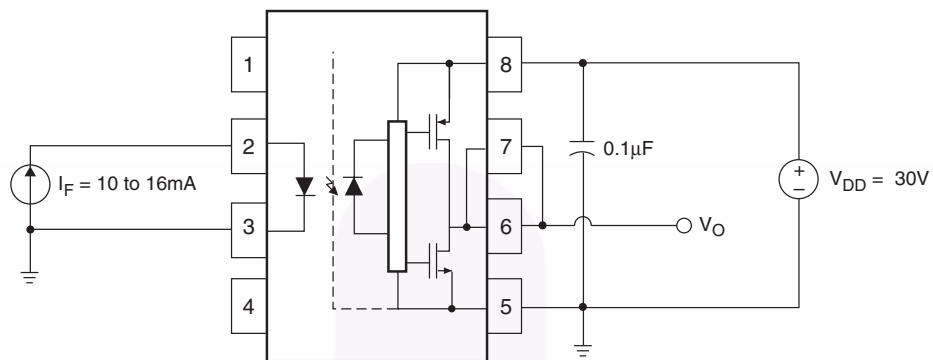 1
8
2
7
0.1μF
+
–
V_DD = 30V
I_F = 10 to 16mA
3
6
V_O
4
5